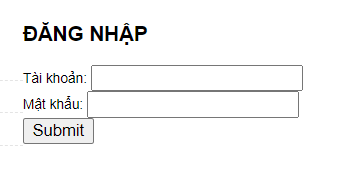 ĐĂNG NHẬP
Tài khoản:
Mật khẩu:
Submit